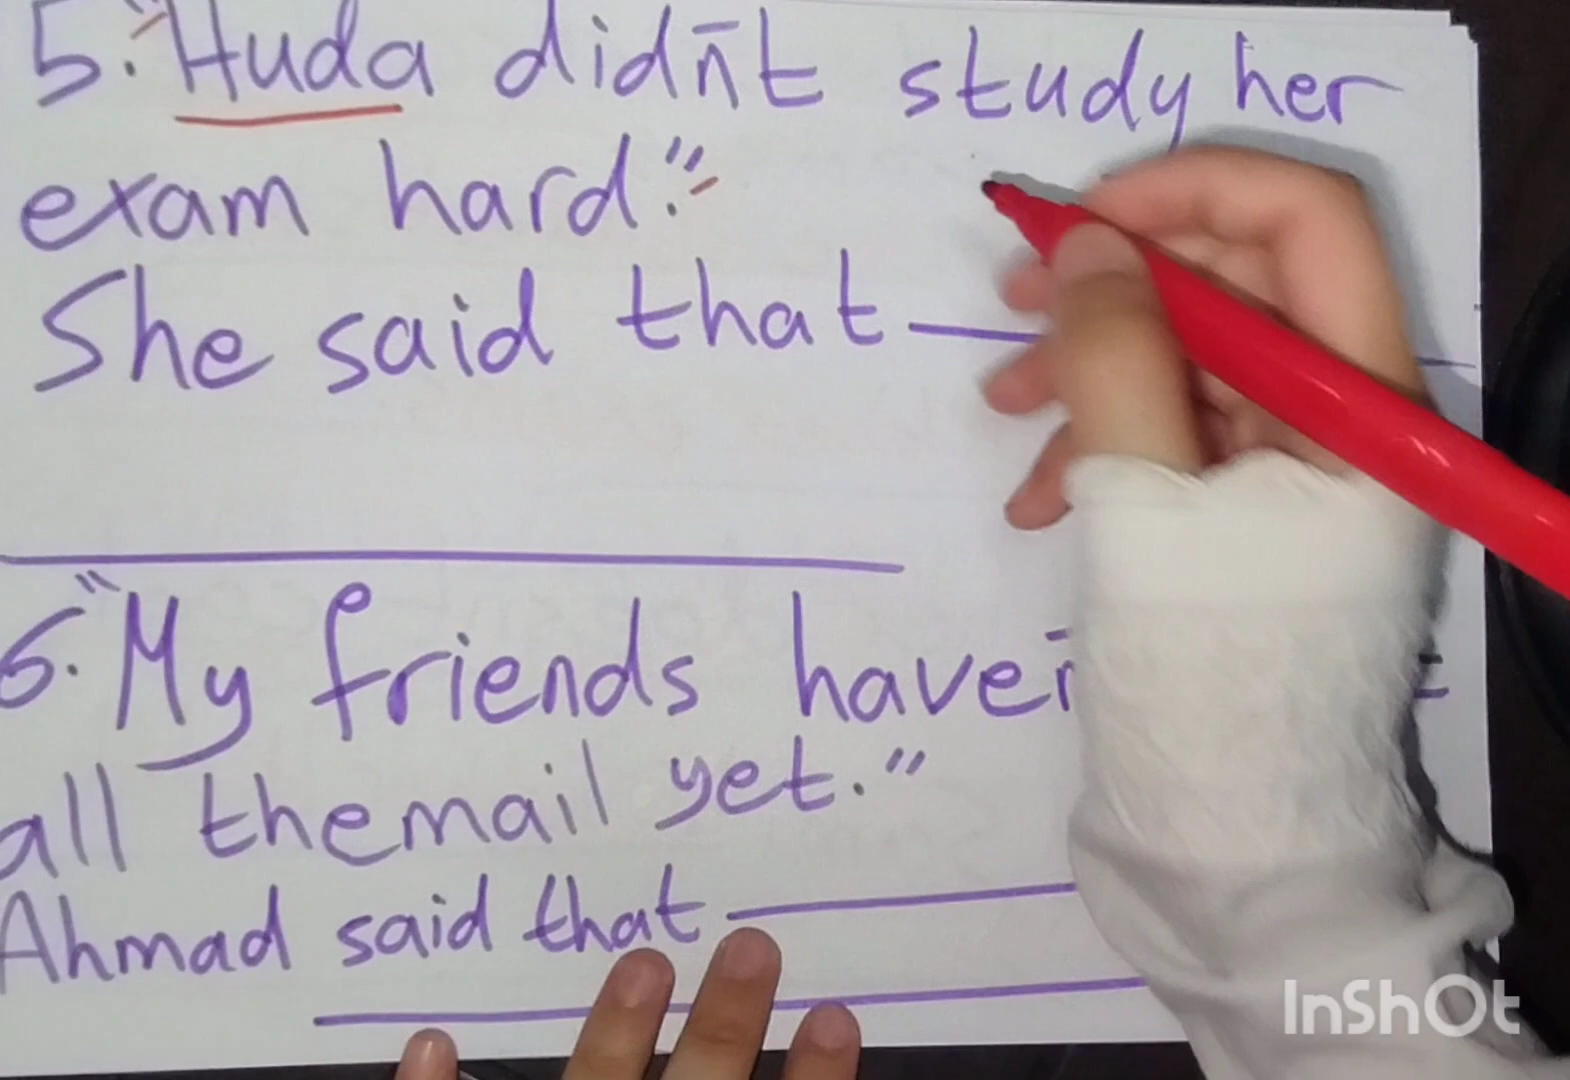 5. "Huda didn't study her
exam hard."
She said that
6. "My friends
all the mail yet."
Ahmad said that
InShOt